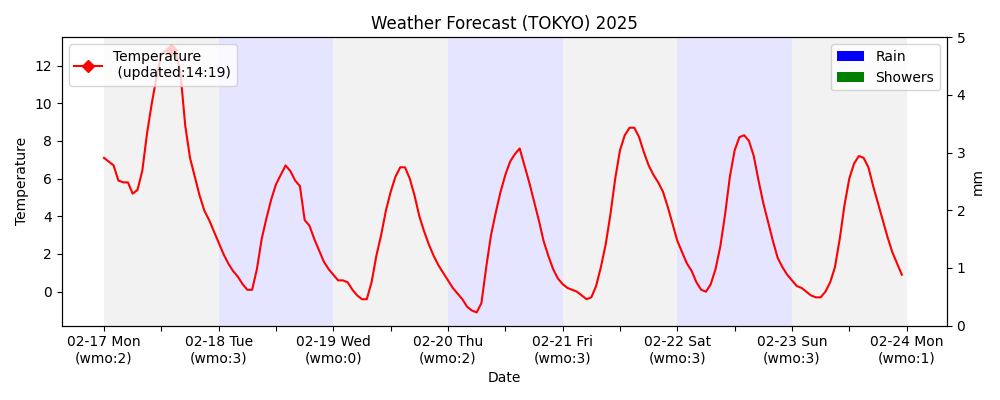 Weather Forecast (TOKYO) 2025
Temperature
(updated:14:19)
Rain
Showers
Temperature
12
10
8
6
4
2
0
5
4
3
2
1
0
mm
02-17 Mon
(wmo:2)
02-18 Tue
(wmo:3)
02-19 Wed
(wmo:0)
02-20 Thu
(wmo:2)
02-21 Fri
(wmo:3)
02-22 Sat
(wmo:3)
02-23 Sun
(wmo:3)
02-24 Mon
(wmo:1)
Date